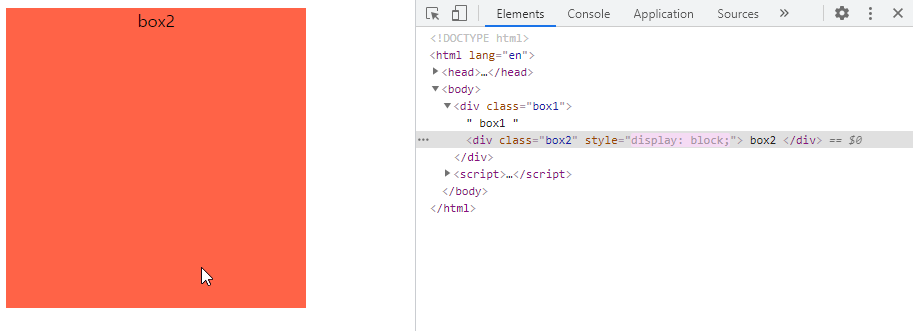 box2
Elements Console Application Sources »
<!DOCTYPE html>
<html lang="en">
<head>…</head>
<body>
<div class="box1">
" box1 "
<div class="box2" style="display: block;"> box2 </div> == $0
</div>
<script>…</script>
</body>
</html>